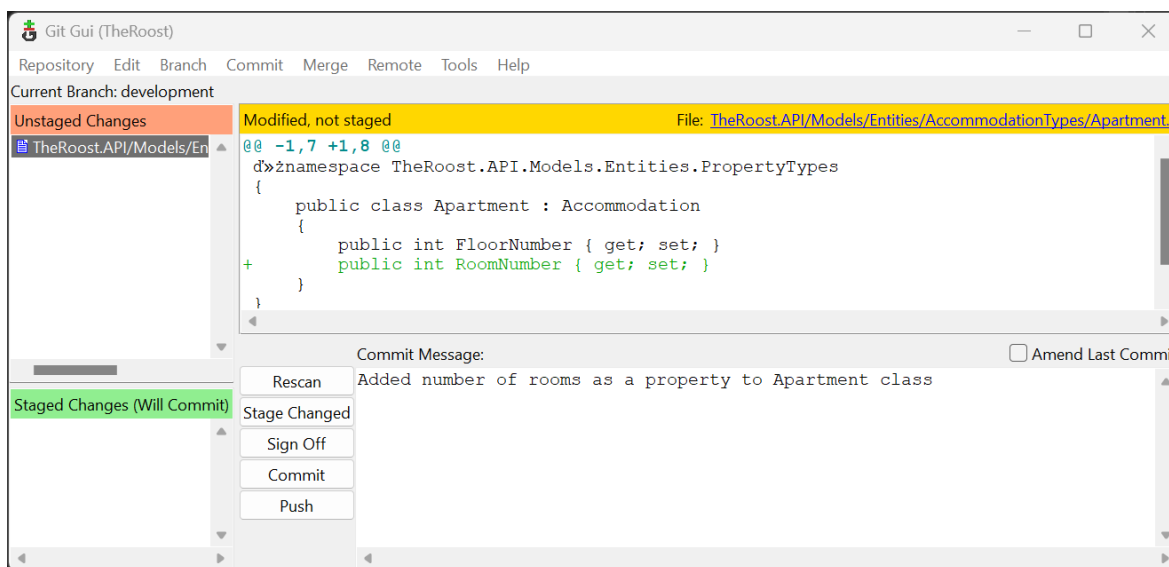 Git Gui (TheRoost)
Repository Edit Branch Commit Merge Remote Tools Help
Current Branch: development
Unstaged Changes
TheRoost.API/Models/En
Modified, not staged File: TheRoost.API/Models/Entities/AccommodationTypes/Apartment.
@@ -1,7 +1,8 @@
ď»żnamespace TheRoost.API.Models.Entities.PropertyTypes
{
public class Apartment : Accommodation
{
public int FloorNumber { get; set; }
+ public int RoomNumber { get; set; }
}
}
Commit Message:
Amend Last Commi
Added number of rooms as a property to Apartment class
Rescan
Stage Changed
Sign Off
Commit
Push
Staged Changes (Will Commit)